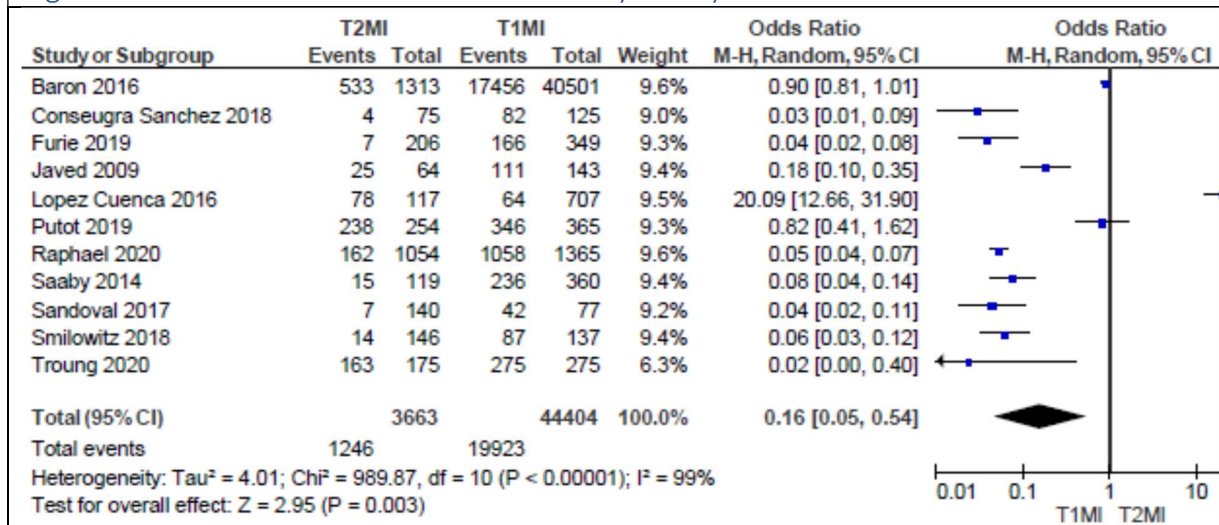 T2MI T1MI Odds Ratio Odds Ratio
Study or Subgroup Events Total Events Total Weight M-H, Random, 95% CI M-H, Random, 95% CI
Baron 2016 533 1313 17456 40501 9.6% 0.90 [0.81, 1.01]
Conseugra Sanchez 2018 4 75 82 125 9.0% 0.03 [0.01, 0.09]
Furie 2019 7 206 166 349 9.3% 0.04 [0.02, 0.08]
Javed 2009 25 64 111 143 9.4% 0.18 [0.10, 0.35]
Lopez Cuenca 2016 78 117 64 707 9.5% 20.09 [12.66, 31.90]
Putot 2019 238 254 346 365 9.3% 0.82 [0.41, 1.62]
Raphael 2020 162 1054 1058 1365 9.6% 0.05 [0.04, 0.07]
Saaby 2014 15 119 236 360 9.4% 0.08 [0.04, 0.14]
Sandoval 2017 7 140 42 77 9.2% 0.04 [0.02, 0.11]
Smilowitz 2018 14 146 87 137 9.4% 0.06 [0.03, 0.12]
Troung 2020 163 175 275 275 6.3% 0.02 [0.00, 0.40]
Total (95% CI) 3663 44404 100.0% 0.16 [0.05, 0.54]
Total events 1246 19923
Heterogeneity: Tau² = 4.01; Chi² = 989.87, df = 10 (P < 0.00001); I² = 99%
Test for overall effect: Z = 2.95 (P = 0.003)
0.01 0.1 1 10
T1MI T2MI